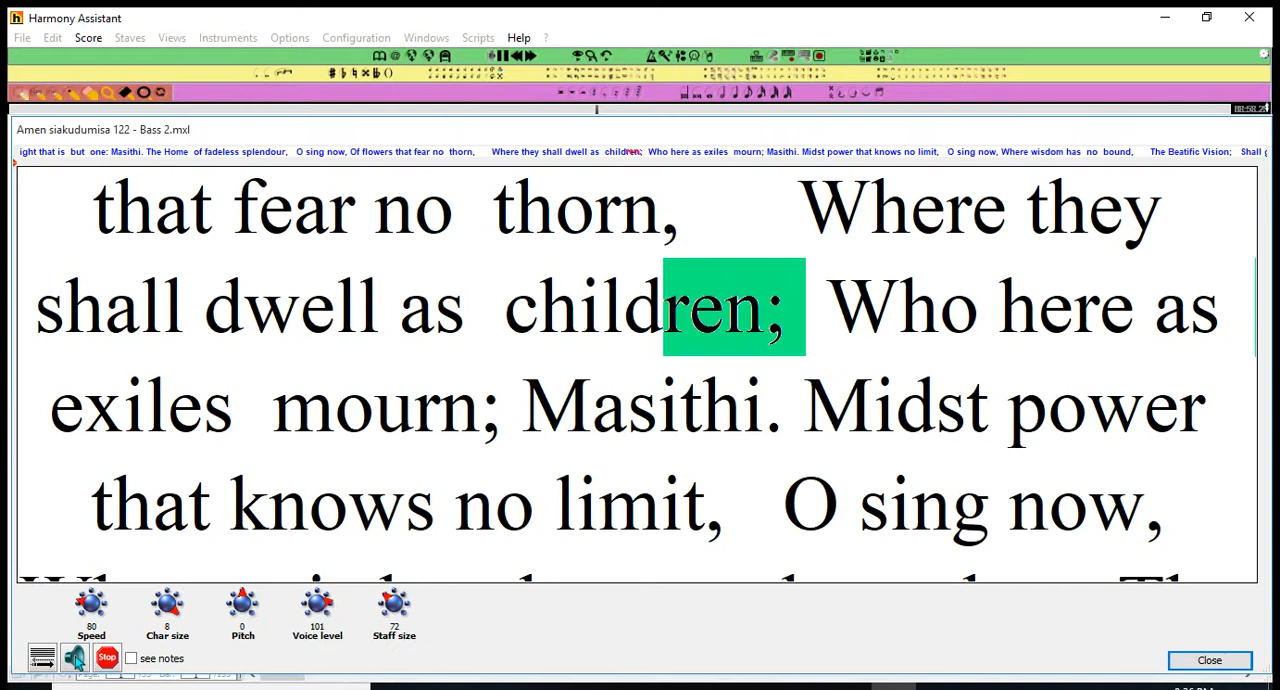 Harmony Assistant
File Edit Score Staves Views Instruments Options Configuration Windows Scripts Help ?
Amen siakudumisa 122 - Bass 2.mxl
ight that is but one: Masithi. The Home of fadeless splendour, O sing now, Of flowers that fear no thorn, Where they shall dwell as children; Who here as exiles mourn; Masithi. Midst power that knows no limit, O sing now, Where wisdom has no bound, The Beatific Vision; Shall g
that fear no thorn, Where they
shall dwell as children; Who here as
exiles mourn; Masithi. Midst power
that knows no limit, O sing now,
80 8 0 101 72
Speed Char size Pitch Voice level Staff size
Stop see notes Close